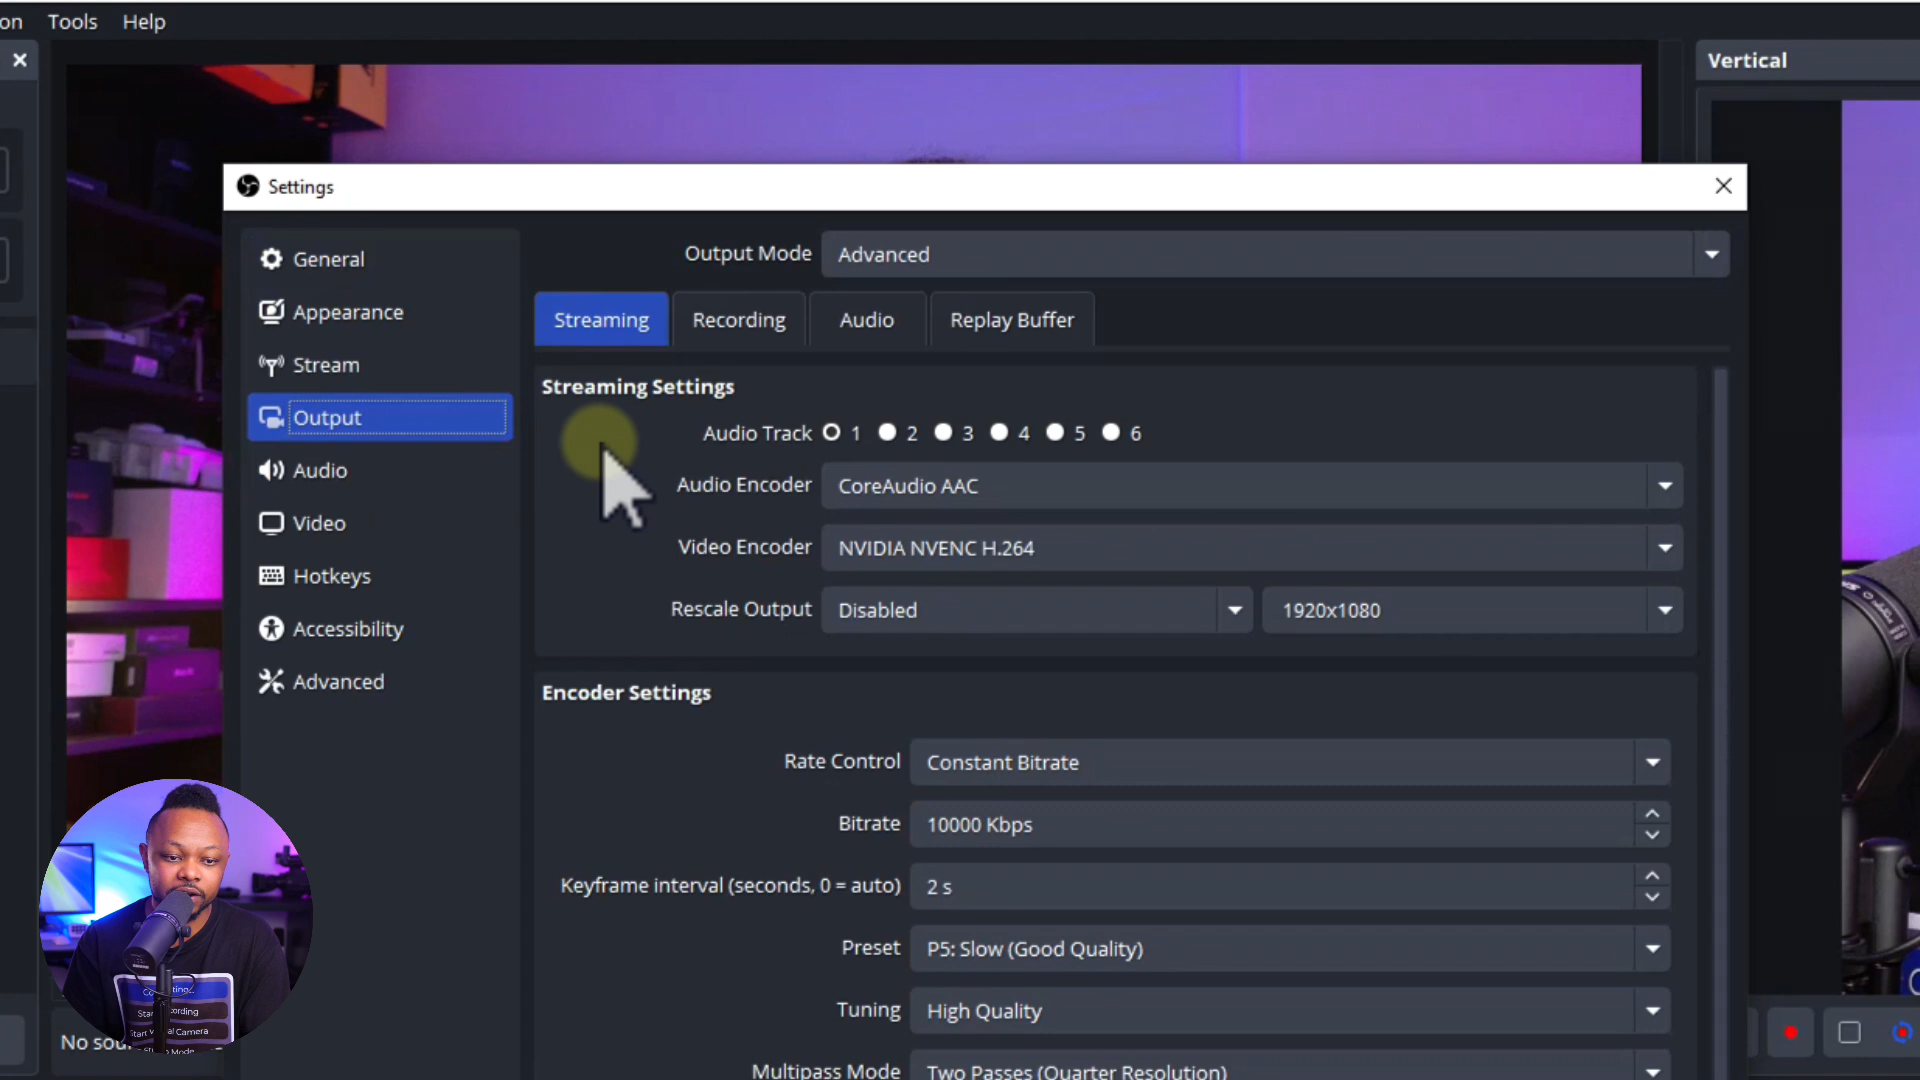 on Tools Help
Vertical
Settings
General
Appearance
Stream
Output
Audio
Video
Hotkeys
Accessibility
Advanced
Output Mode Advanced
Streaming Recording Audio Replay Buffer
Streaming Settings
Audio Track 1 2 3 4 5 6
Audio Encoder CoreAudio AAC
Video Encoder NVIDIA NVENC H.264
Rescale Output Disabled 1920x1080
Encoder Settings
Rate Control Constant Bitrate
Bitrate 10000 Kbps
Keyframe interval (seconds, 0 = auto) 2 s
Preset P5: Slow (Good Quality)
Tuning High Quality
Multipass Mode Two Passes (Quarter Resolution)
No sou
Mode